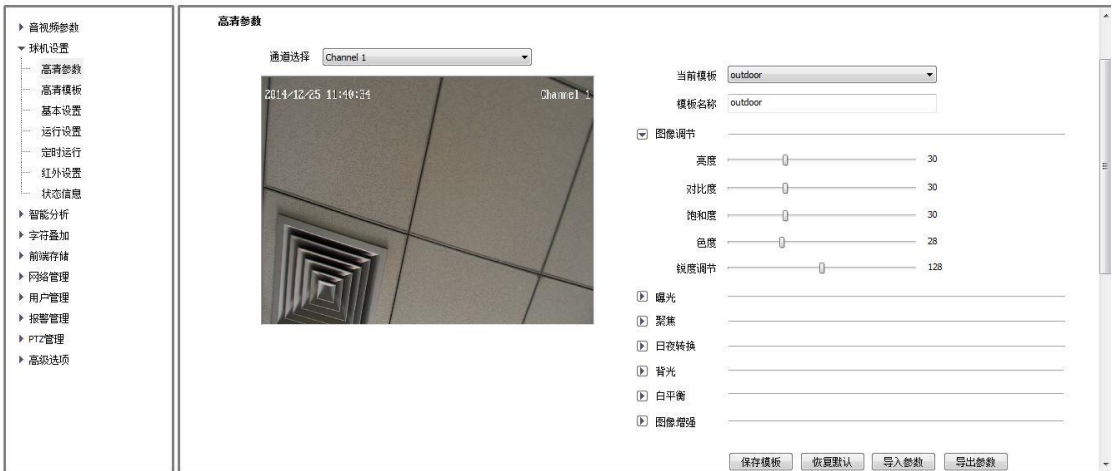 音视频参数
球机设置
高清参数
高清模板
基本设置
运行设置
定时运行
红外设置
状态信息
智能分析
字符叠加
前端存储
网络管理
用户管理
报警管理
PTZ管理
高级选项
高清参数
通道选择 Channel 1
2014/12/25 11:40:34 Channel 1
当前模板 outdoor
模板名称 outdoor
图像调节
亮度 30
对比度 30
饱和度 30
色度 28
锐度调节 128
曝光
聚焦
日夜转换
背光
白平衡
图像增强
保存模板 恢复默认 导入参数 导出参数